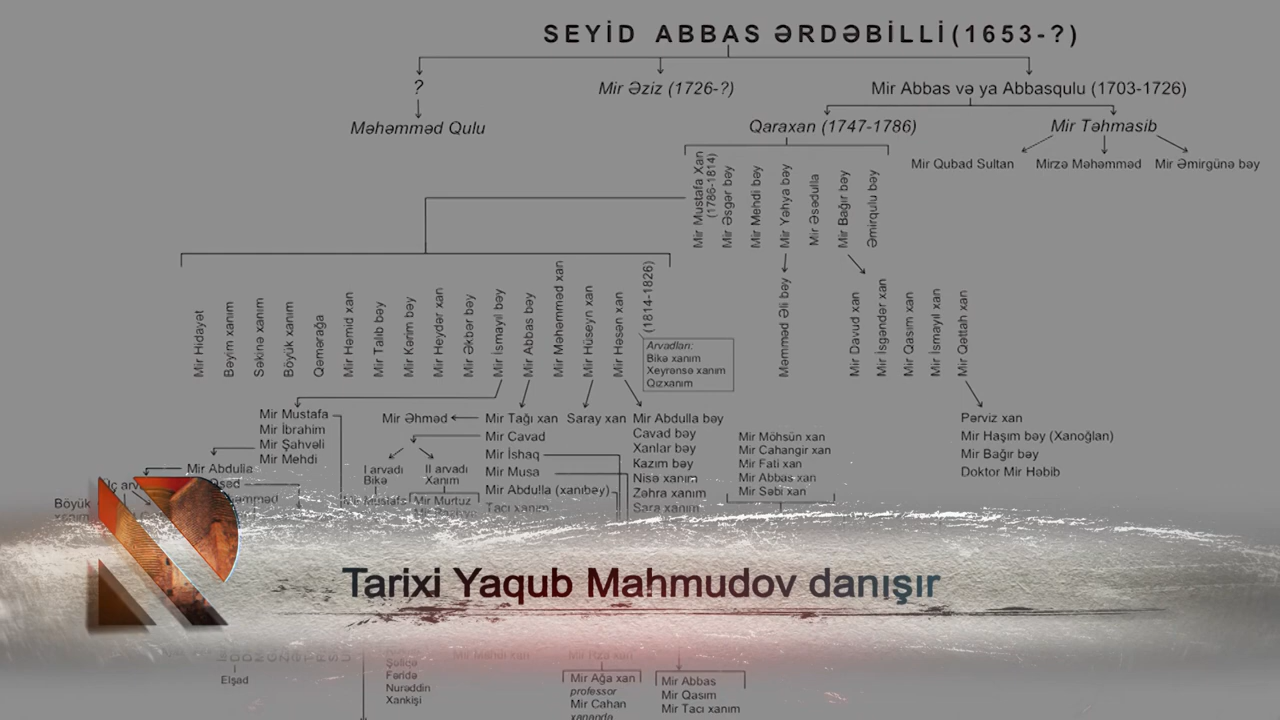 SEYİD ABBAS ƏRDƏBİLLİ(1653-?)
?
Mir Əziz (1726-?)
Mir Abbas və ya Abbasqulu (1703-1726)
Məhəmməd Qulu
Qaraxan (1747-1786)
Mir Təhmasib
Mir Qubad Sultan
Mirzə Məhəmməd
Mir Əmirgünə bəy
Mir Mustafa Xan
(1786-1814)
Mir Əsgər bəy
Mir Mehdi bəy
Mir Yəhya bəy
Mir Əsədulla
Mir Bağır bəy
Əmirqulu bəy
Mir Hidayət
Bəyim xanım
Səkinə xanım
Böyük xanım
Qəmərağa
Mir Həmid xan
Mir Talıb bəy
Mir Kərim bəy
Mir Heydər xan
Mir Əkbər bəy
Mir İsmayıl bəy
Mir Abbas bəy
Mir Məhəmməd xan
Mir Hüseyn xan
Mir Həsən xan
(1814-1826)
Arvadları:
Bikə xanım
Xeyrənsə xanım
Qızxanım
Məmməd Əli bəy
Mir Davud xan
Mir İsgəndər xan
Mir Qasım xan
Mir İsmayıl xan
Mir Qəttah xan
Mir Mustafa
Mir İbrahim
Mir Şahvəli
Mir Mehdi
Mir Əhməd
Mir Tağı xan
Mir Cavad
Mir İshaq
Mir Musa
Mir Abdulla (xanıbəy)
Tacı xanım
Saray xan
Mir Abdulla bəy
Cavad bəy
Xanlar bəy
Kazım bəy
Nisə xanım
Zəhra xanım
Sara xanım
Mir Möhsün xan
Mir Cahangir xan
Mir Fati xan
Mir Abbas xan
Mir Səbi xan
Pərviz xan
Mir Haşım bəy (Xanoğlan)
Mir Bağır bəy
Doktor Mir Həbib
Mir Abdulla
I arvadı
Bikə
II arvadı
Xanım
Mir Mustafa
Mir Murtuz
Böyük
Tarixi Yaqub Mahmudov danışır
Elşad
Fəridə
Nurəddin
Xankişi
Mir Ağa xan
professor
Mir Cahan
xananda
Mir Abbas
Mir Qasım
Mir Tacı xanım